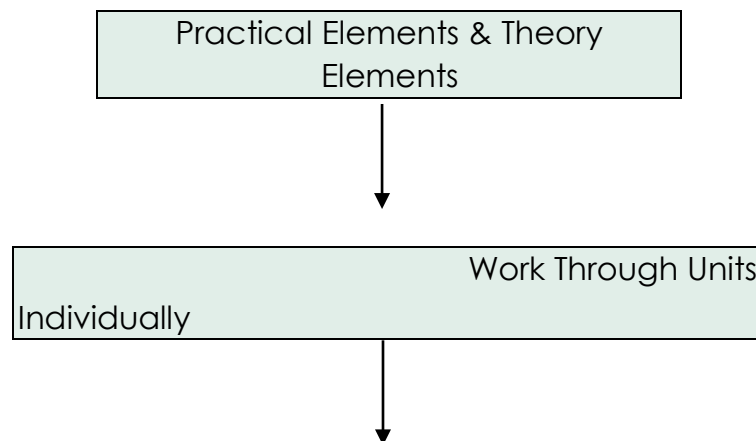 Practical Elements & Theory
Elements
Work Through Units
Individually